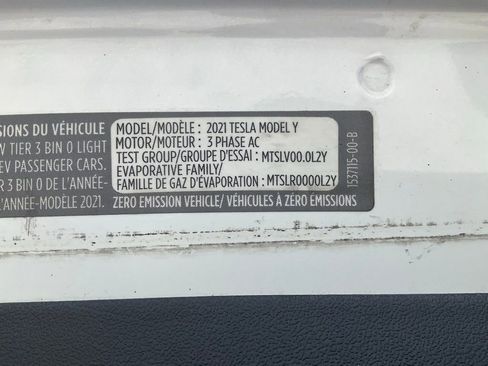 SIONS DU VÉHICULE
W TIER 3 BIN 0 LIGHT
EV PASSENGER CARS.
R 3 BIN 0 DE L'ANNÉE-
L'ANNÉE-MODÈLE 2021.
MODEL/MODÈLE : 2021 TESLA MODEL Y
MOTOR/MOTEUR : 3 PHASE AC
TEST GROUP/GROUPE D'ESSAI : MTSLV00.0L2Y
EVAPORATIVE FAMILY/
FAMILLE DE GAZ D'ÉVAPORATION : MTSLR0000L2Y
ZERO EMISSION VEHICLE/ VÉHICULES À ZÉRO ÉMISSIONS
1537115-00-B